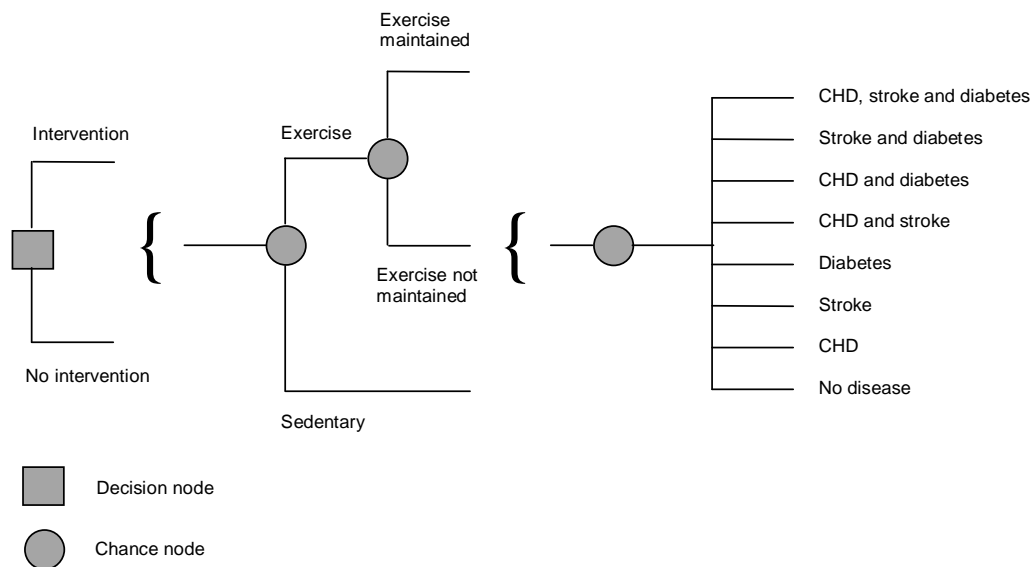 Exercise
maintained
Intervention
Exercise
CHD, stroke and diabetes
Stroke and diabetes
CHD and diabetes
CHD and stroke
Diabetes
Stroke
CHD
No disease
{
{
Exercise not
maintained
No intervention
Sedentary
Decision node
Chance node